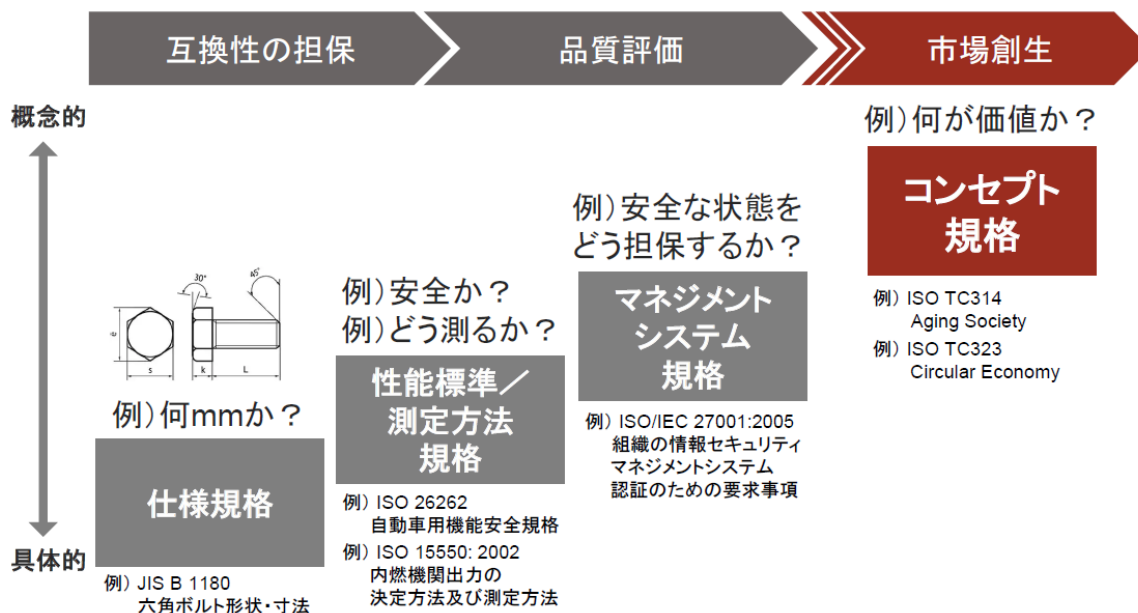 互換性の担保
品質評価
市場創生
概念的
具体的
例）何mmか？
30°
45°
e
s
k
L
仕様規格
例） JIS B 1180
六角ボルト形状・寸法
例）安全か？
例）どう測るか？
性能標準／
測定方法
規格
例） ISO 26262
自動車用機能安全規格
例） ISO 15550: 2002
内燃機関出力の
決定方法及び測定方法
例）安全な状態を
どう担保するか？
マネジメント
システム
規格
例） ISO/IEC 27001:2005
組織の情報セキュリティ
マネジメントシステム
認証のための要求事項
例）何が価値か？
コンセプト
規格
例） ISO TC314
Aging Society
例） ISO TC323
Circular Economy